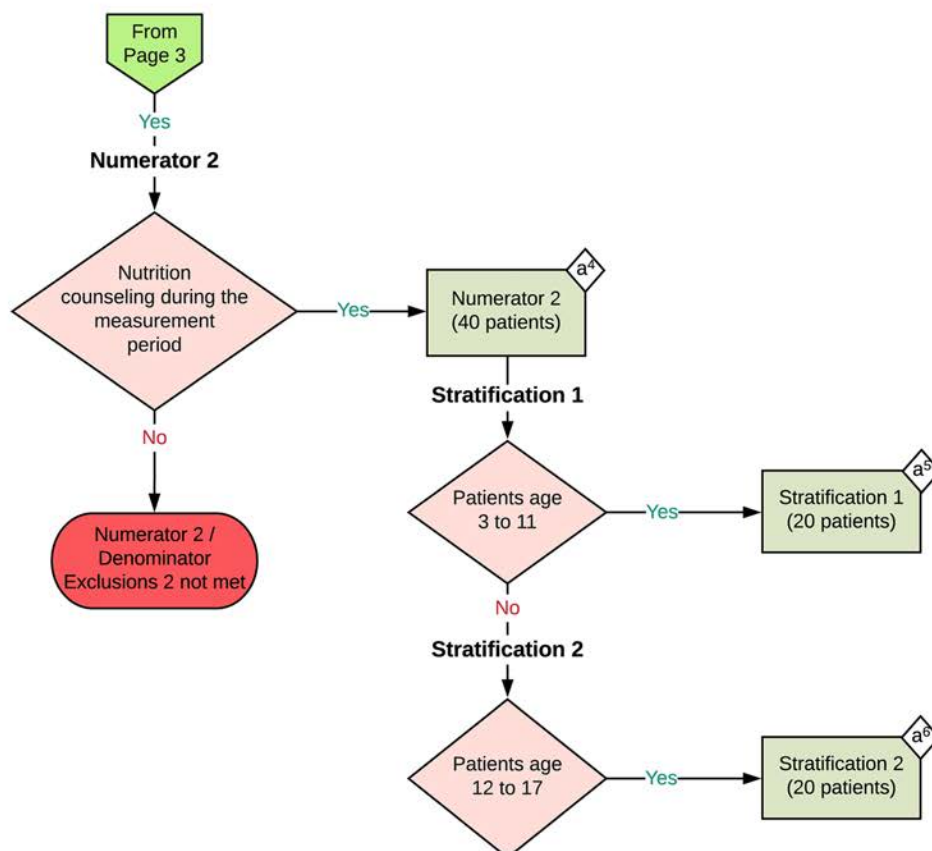 From
Page 3
Yes
Numerator 2
Nutrition
counseling during the
measurement
period
Yes
Numerator 2
(40 patients)
a⁴
Stratification 1
No
Patients age
3 to 11
Yes
Stratification 1
(20 patients)
a⁵
Numerator 2 /
Denominator
Exclusions 2 not met
No
Stratification 2
Patients age
12 to 17
Yes
Stratification 2
(20 patients)
a⁶